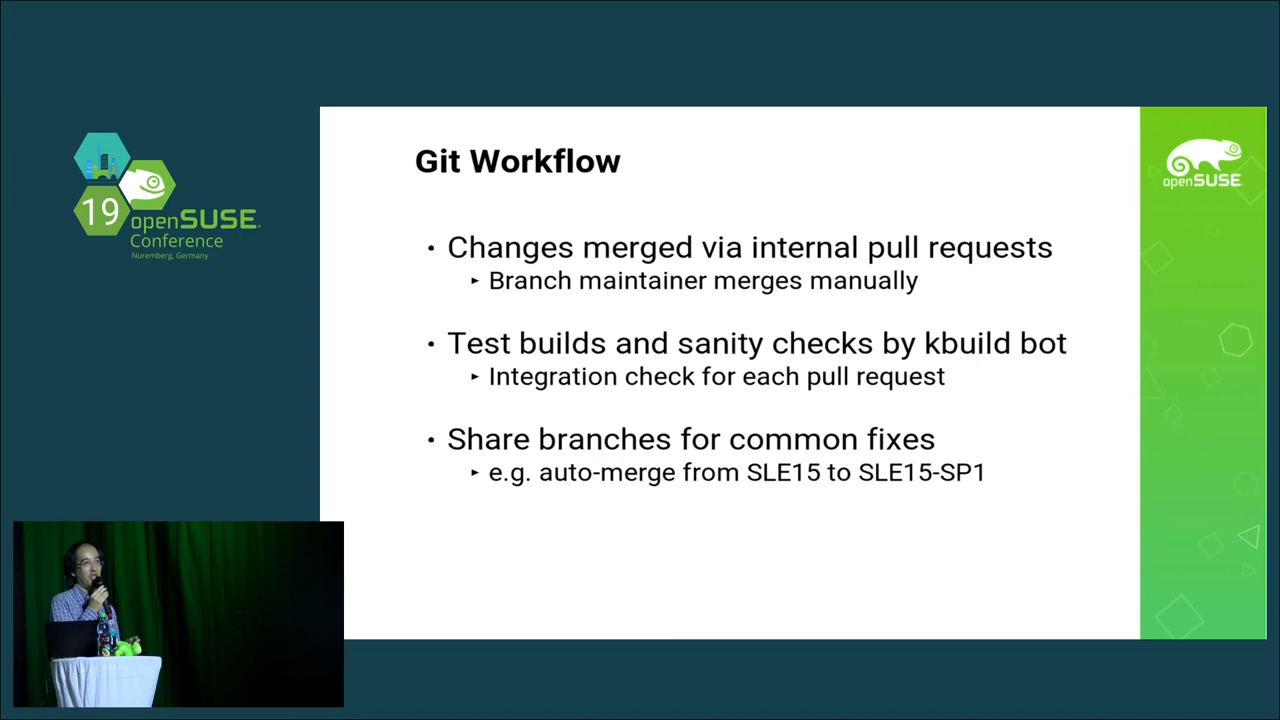 19
openSUSE
Conference
Nuremberg, Germany
Git Workflow
• Changes merged via internal pull requests
‣ Branch maintainer merges manually
• Test builds and sanity checks by kbuild bot
‣ Integration check for each pull request
• Share branches for common fixes
‣ e.g. auto-merge from SLE15 to SLE15-SP1
openSUSE